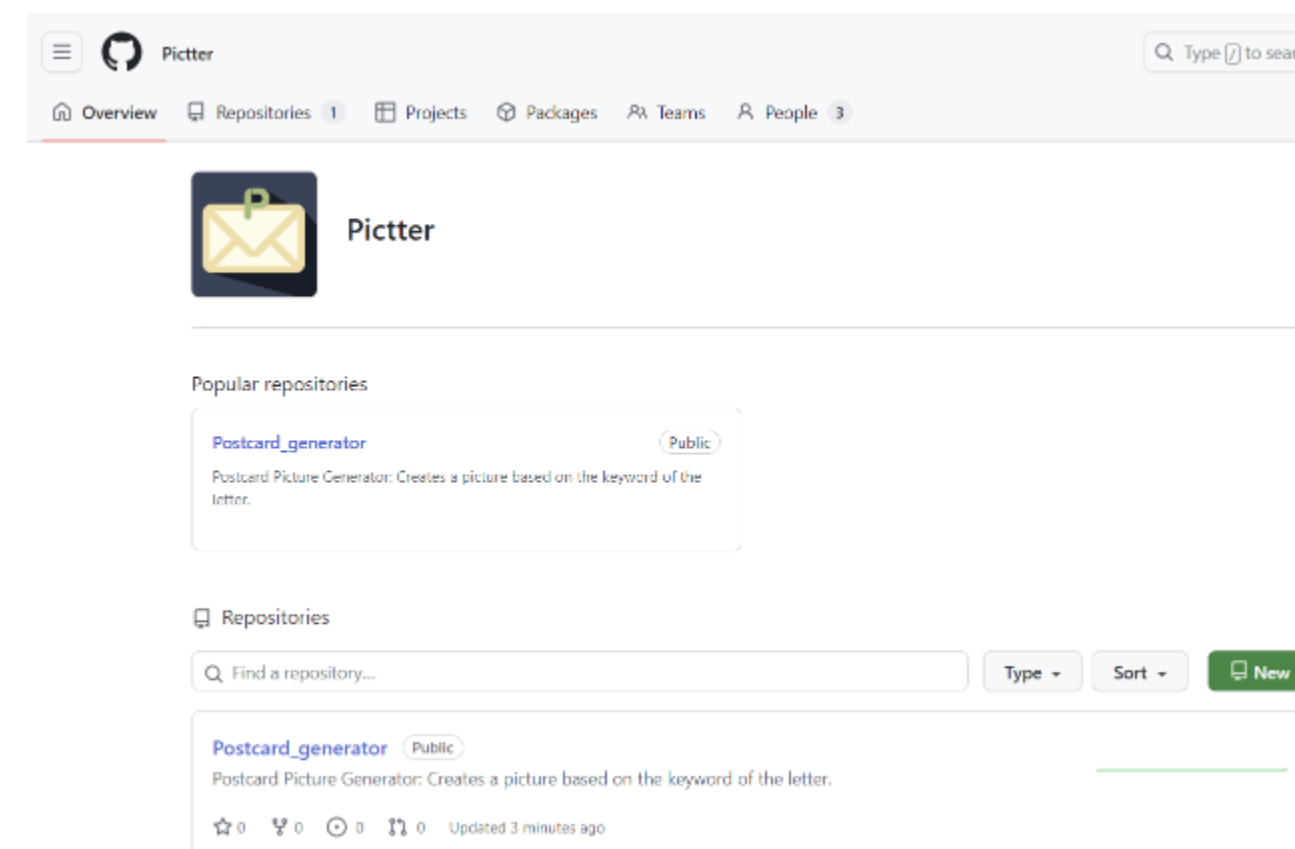 Pictter
Type / to sear
Overview Repositories 1 Projects Packages Teams People 3
P
Pictter
Popular repositories
Postcard_generator Public
Postcard Picture Generator: Creates a picture based on the keyword of the
letter.
Repositories
Find a repository...
Type Sort New
Postcard_generator Public
Postcard Picture Generator: Creates a picture based on the keyword of the letter.
0 0 0 0 Updated 3 minutes ago